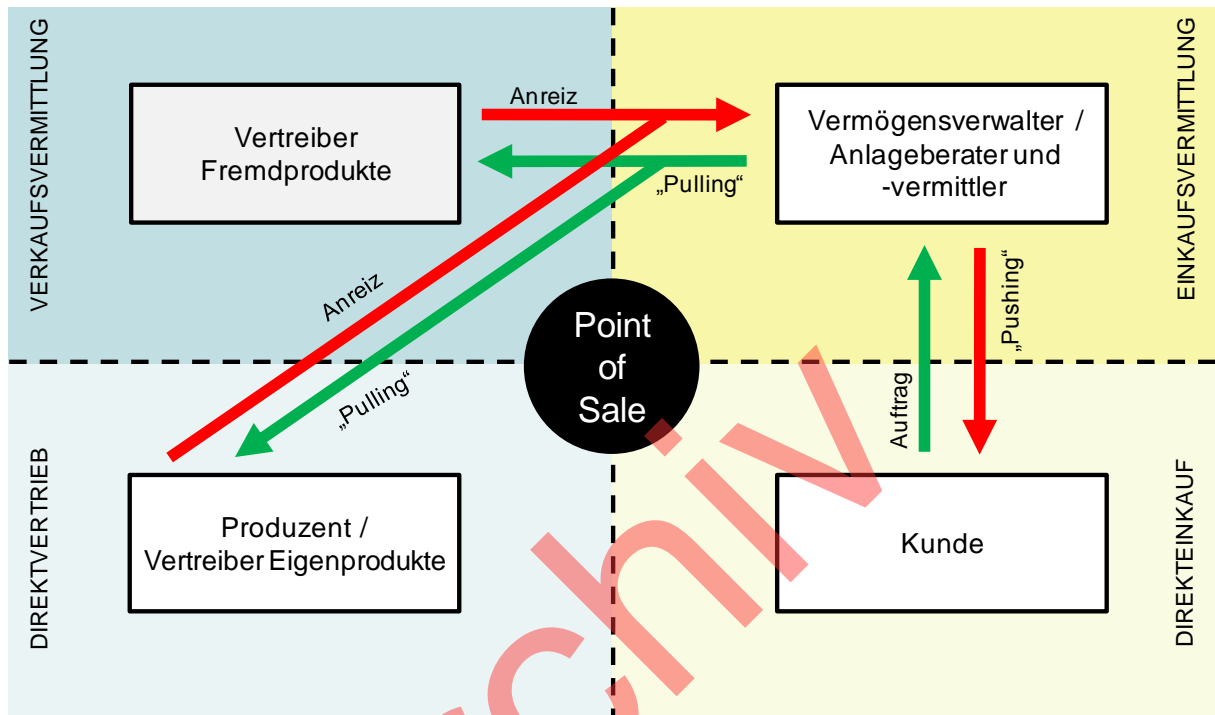 VERKAUFSVERMITTLUNG
Vertreiber
Fremdprodukte
Anreiz
„Pulling“
Vermögensverwalter /
Anlageberater und
-vermittler
EINKAUFSVERMITTLUNG
Anreiz
„Pulling“
Point
of
Sale
Auftrag
„Pushing“
DIREKTVERTRIEB
Produzent /
Vertreiber Eigenprodukte
Kunde
DIREKTEINKAUF
chiv